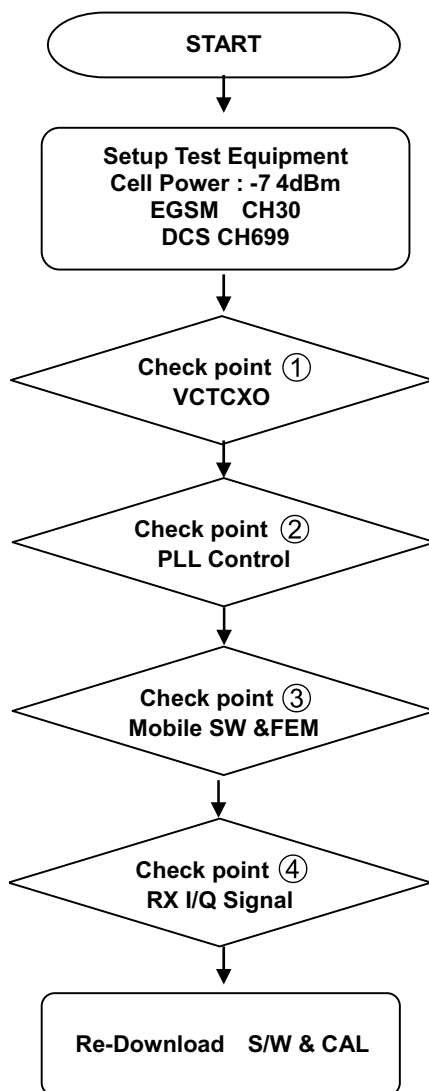 START
Setup Test Equipment
Cell Power : -7 4dBm
EGSM CH30
DCS CH699
Check point ①
VCTCXO
Check point ②
PLL Control
Check point ③
Mobile SW &FEM
Check point ④
RX I/Q Signal
Re-Download S/W & CAL